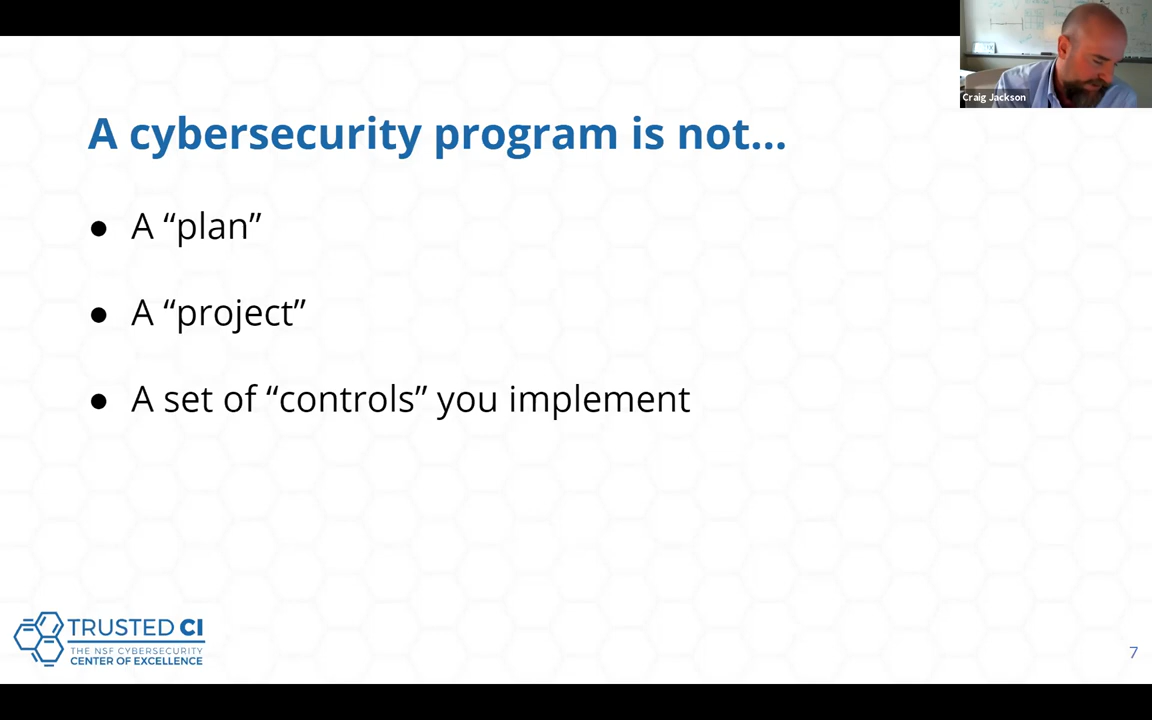 Craig Jackson
A cybersecurity program is not...
● A “plan”
● A “project”
● A set of “controls” you implement
TRUSTED CI
THE NSF CYBERSECURITY
CENTER OF EXCELLENCE
7